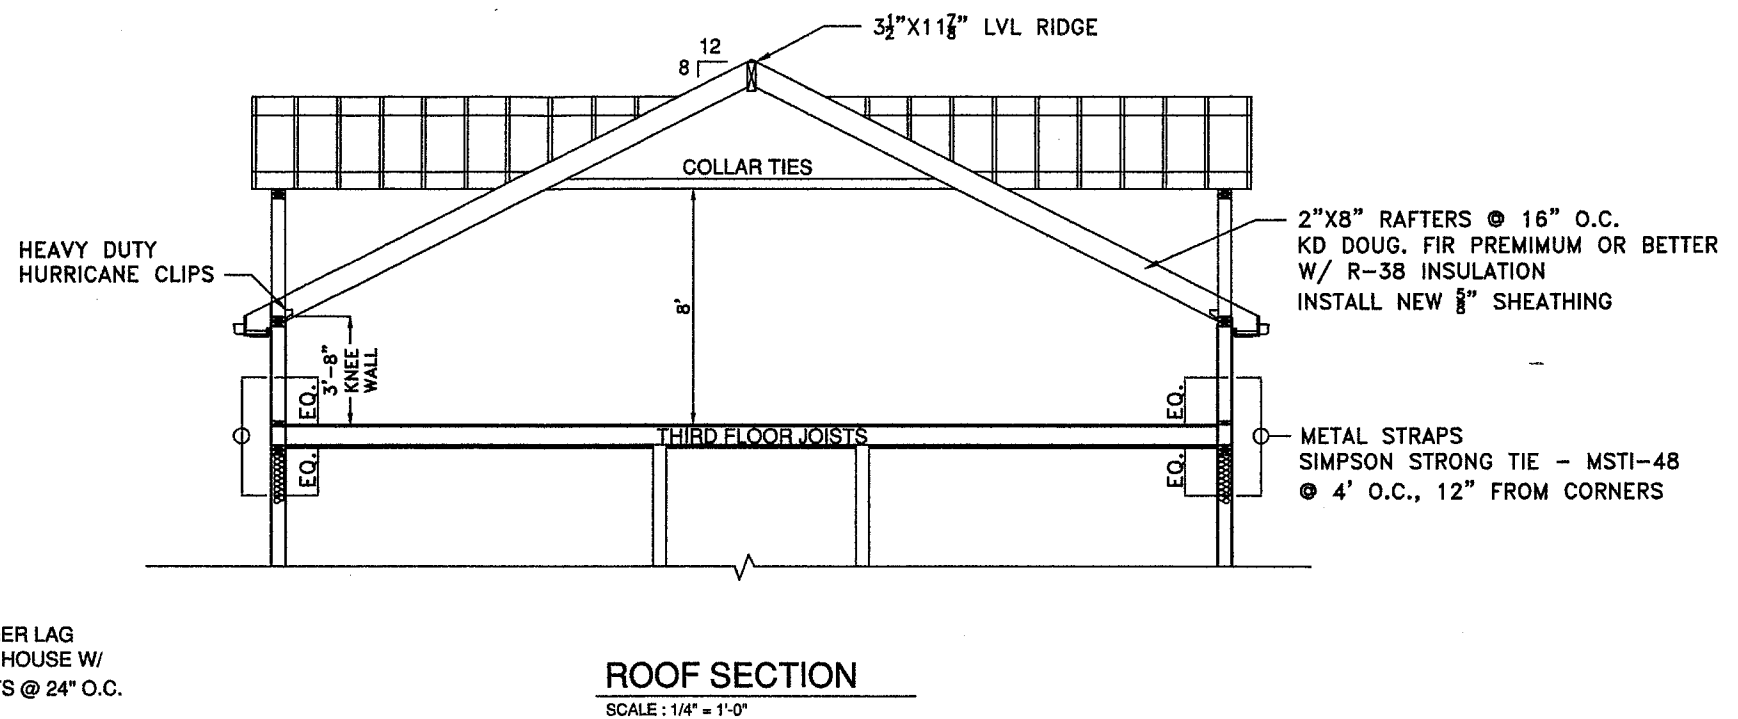 3½"X11⅞" LVL RIDGE
12
8
COLLAR TIES
HEAVY DUTY
HURRICANE CLIPS
2"X8" RAFTERS @ 16" O.C.
KD DOUG. FIR PREMIMUM OR BETTER
W/ R-38 INSULATION
INSTALL NEW ⅝" SHEATHING
8'
3'-8"
KNEE
WALL
EQ.
EQ.
EQ.
EQ.
THIRD FLOOR JOISTS
METAL STRAPS
SIMPSON STRONG TIE - MSTI-48
@ 4' O.C., 12" FROM CORNERS
ER LAG
HOUSE W/
TS @ 24" O.C.
ROOF SECTION
SCALE : 1/4" = 1'-0"